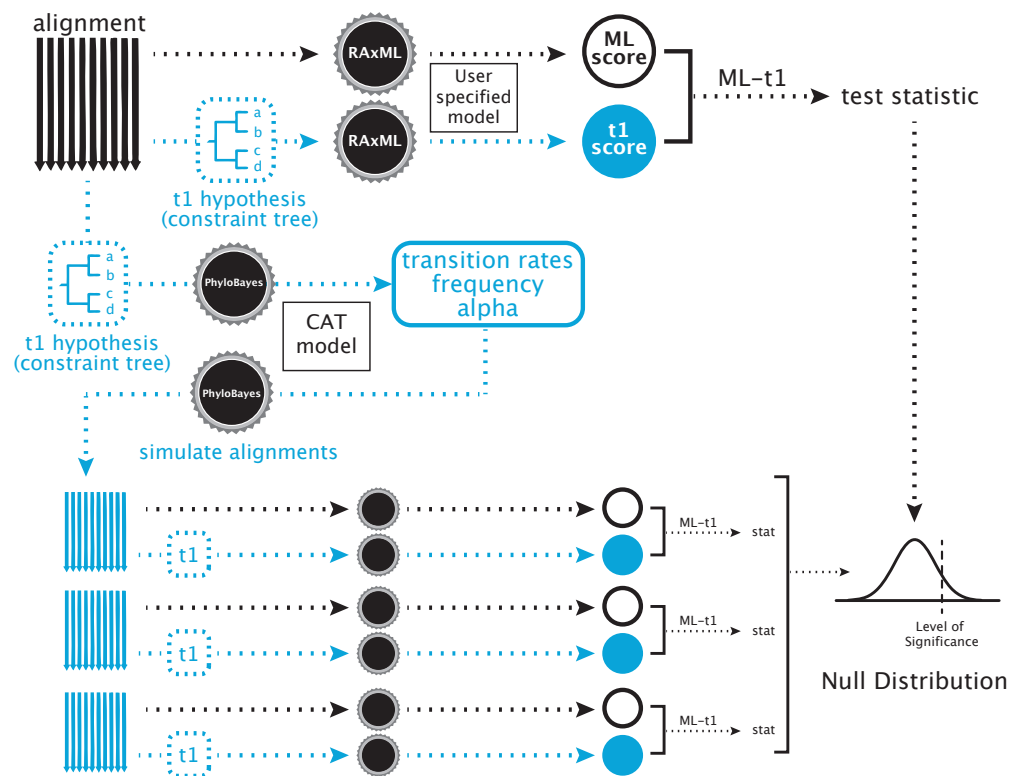 alignment
RAxML
User
specified
model
ML
score
ML-t1
test statistic
a
b
c
d
RAxML
t1
score
t1 hypothesis
(constraint tree)
a
b
c
d
PhyloBayes
transition rates
frequency
alpha
CAT
model
t1 hypothesis
(constraint tree)
PhyloBayes
simulate alignments
ML-t1
stat
t1
ML-t1
stat
t1
ML-t1
stat
t1
Level of
Significance
Null Distribution